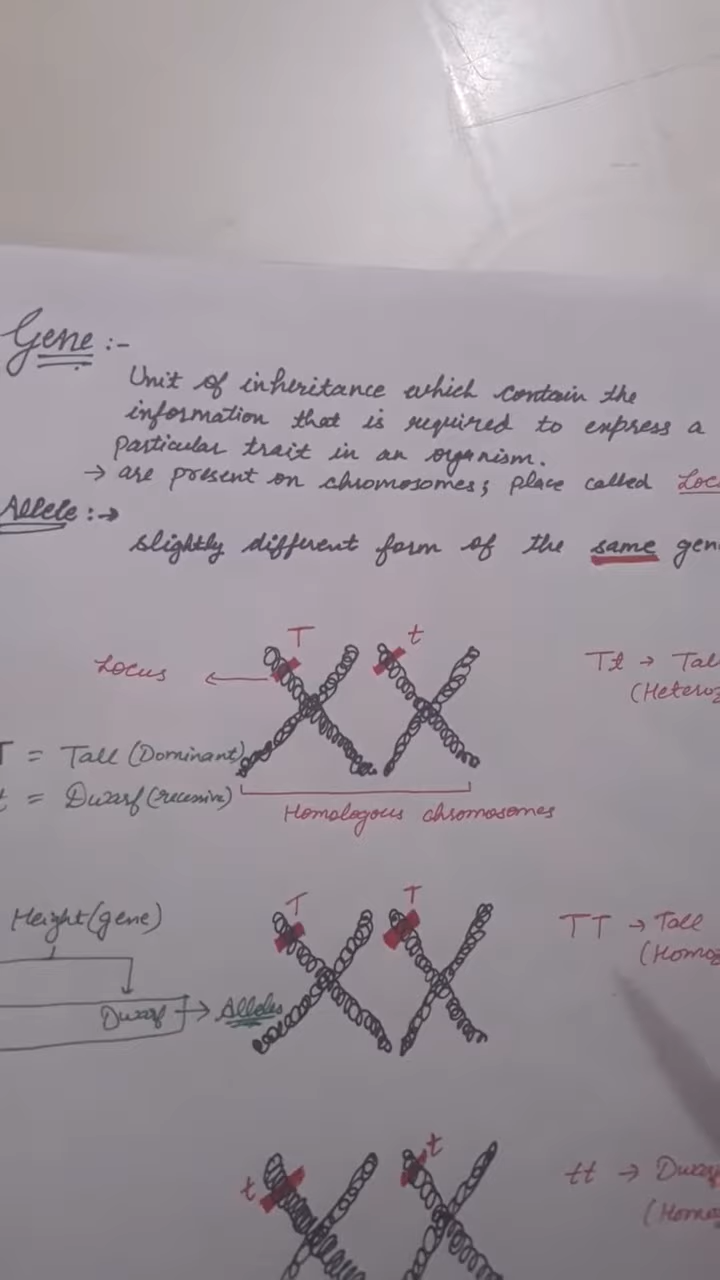 Gene :-
Unit of inheritance which contain the
information that is required to express a
particular trait in an organism.
→ are present on chromosomes; place called
Allele :→
slightly different form of the same
T t
Locus ←
Tt →
T = Tall (Dominant)
= Dwarf (recessive)
Homologous chromosomes
T T
Height (gene)
TT → Tall
Dwarf → Alleles
t t
tt →